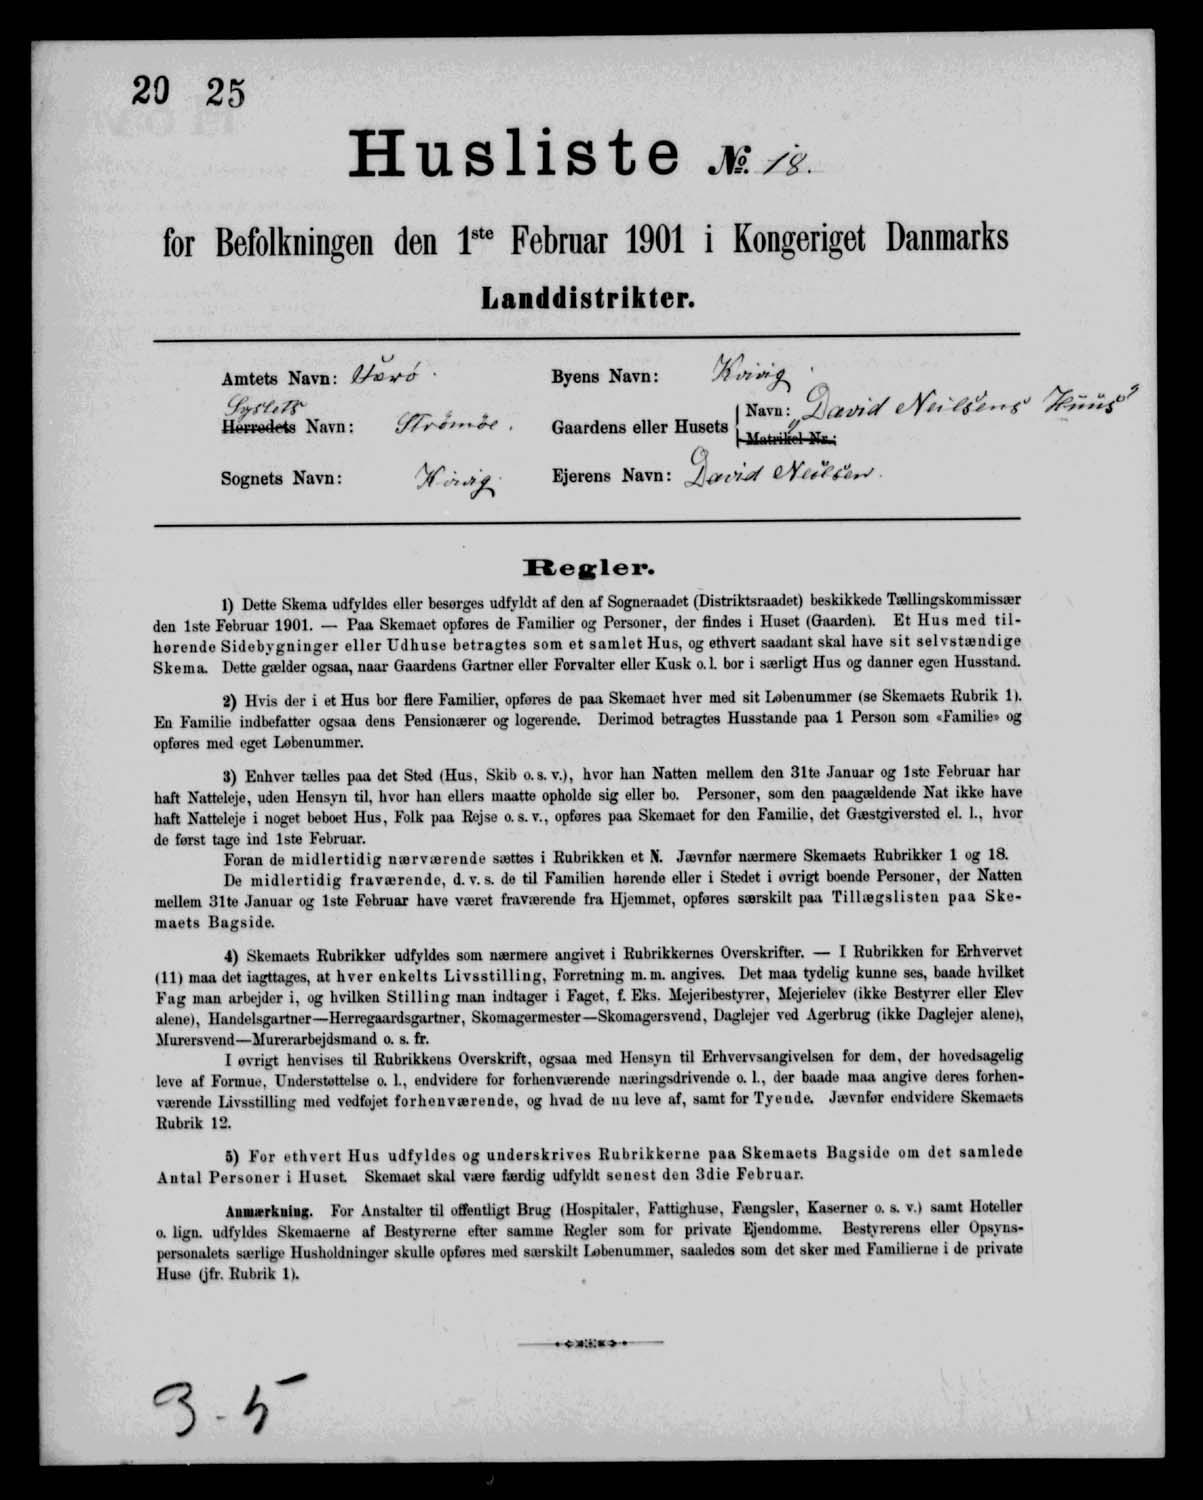 20 25
Husliste №. 18.
for Befolkningen den 1ste Februar 1901 i Kongeriget Danmarks
Landdistrikter.
Amtets Navn: Færø
Byens Navn: Kvivig
Syslets
Herredets Navn: Strømøe.
Gaardens eller Husets
Navn: "David Neilsens Huus"
Matrikel-Nr.:
Sognets Navn: Kvivig
Ejerens Navn: David Neilsen.
Regler.
1) Dette Skema udfyldes eller besørges udfyldt af den af Sogneraadet (Distriktsraadet) beskikkede Tællingskommissær
den 1ste Februar 1901. — Paa Skemaet opføres de Familier og Personer, der findes i Huset (Gaarden). Et Hus med til-
hørende Sidebygninger eller Udhuse betragtes som et samlet Hus, og ethvert saadant skal have sit selvstændige
Skema. Dette gælder ogsaa, naar Gaardens Gartner eller Forvalter eller Kusk o. l. bor i særligt Hus og danner egen Husstand.
2) Hvis der i et Hus bor flere Familier, opføres de paa Skemaet hver med sit Løbenummer (se Skemaets Rubrik 1).
En Familie indbefatter ogsaa dens Pensionærer og logerende. Derimod betragtes Husstande paa 1 Person som «Familie» og
opføres med eget Løbenummer.
3) Enhver tælles paa det Sted (Hus, Skib o. s. v.), hvor han Natten mellem den 31te Januar og 1ste Februar har
haft Natteleje, uden Hensyn til, hvor han ellers maatte opholde sig eller bo. Personer, som den paagældende Nat ikke have
haft Natteleje i noget beboet Hus, Folk paa Rejse o. s. v., opføres paa Skemaet for den Familie, det Gæstgiversted el. l., hvor
de først tage ind 1ste Februar.
Foran de midlertidig nærværende sættes i Rubrikken et N. Jævnfør nærmere Skemaets Rubrikker 1 og 18.
De midlertidig fraværende, d. v. s. de til Familien hørende eller i Stedet i øvrigt boende Personer, der Natten
mellem 31te Januar og 1ste Februar have været fraværende fra Hjemmet, opføres særskilt paa Tillægslisten paa Ske-
maets Bagside.
4) Skemaets Rubrikker udfyldes som nærmere angivet i Rubrikkernes Overskrifter. — I Rubrikken for Erhvervet
(11) maa det iagttages, at hver enkelts Livsstilling, Forretning m. m. angives. Det maa tydelig kunne ses, baade hvilket
Fag man arbejder i, og hvilken Stilling man indtager i Faget, f. Eks. Mejeribestyrer, Mejerielev (ikke Bestyrer eller Elev
alene), Handelsgartner—Herregaardsgartner, Skomagermester—Skomagersvend, Daglejer ved Agerbrug (ikke Daglejer alene),
Murersvend—Murerarbejdsmand o. s. fr.
I øvrigt henvises til Rubrikkens Overskrift, ogsaa med Hensyn til Erhvervsangivelsen for dem, der hovedsagelig
leve af Formue, Understøttelse o. l., endvidere for forhenværende næringsdrivende o. l., der baade maa angive deres forhen-
værende Livsstilling med vedføjet forhenværende, og hvad de nu leve af, samt for Tyende. Jævnfør endvidere Skemaets
Rubrik 12.
5) For ethvert Hus udfyldes og underskrives Rubrikkerne paa Skemaets Bagside om det samlede
Antal Personer i Huset. Skemaet skal være færdig udfyldt senest den 3die Februar.
Anmærkning. For Anstalter til offentligt Brug (Hospitaler, Fattighuse, Fængsler, Kaserner o. s. v.) samt Hoteller
o. lign. udfyldes Skemaerne af Bestyrerne efter samme Regler som for private Ejendomme. Bestyrerens eller Opsyns-
personalets særlige Husholdninger skulle opføres med særskilt Løbenummer, saaledes som det sker med Familierne i de private
Huse (jfr. Rubrik 1).
3-5